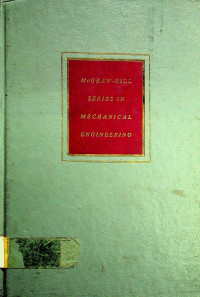 McGRAW-HILL
SERIES IN
MECHANICAL
ENGINEERING